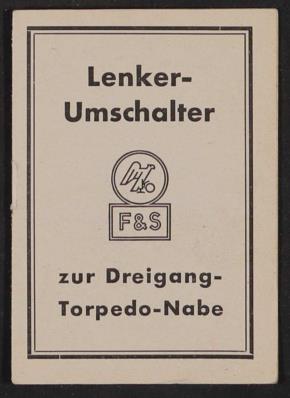 Lenker-
Umschalter
F&S
zur Dreigang-
Torpedo-Nabe